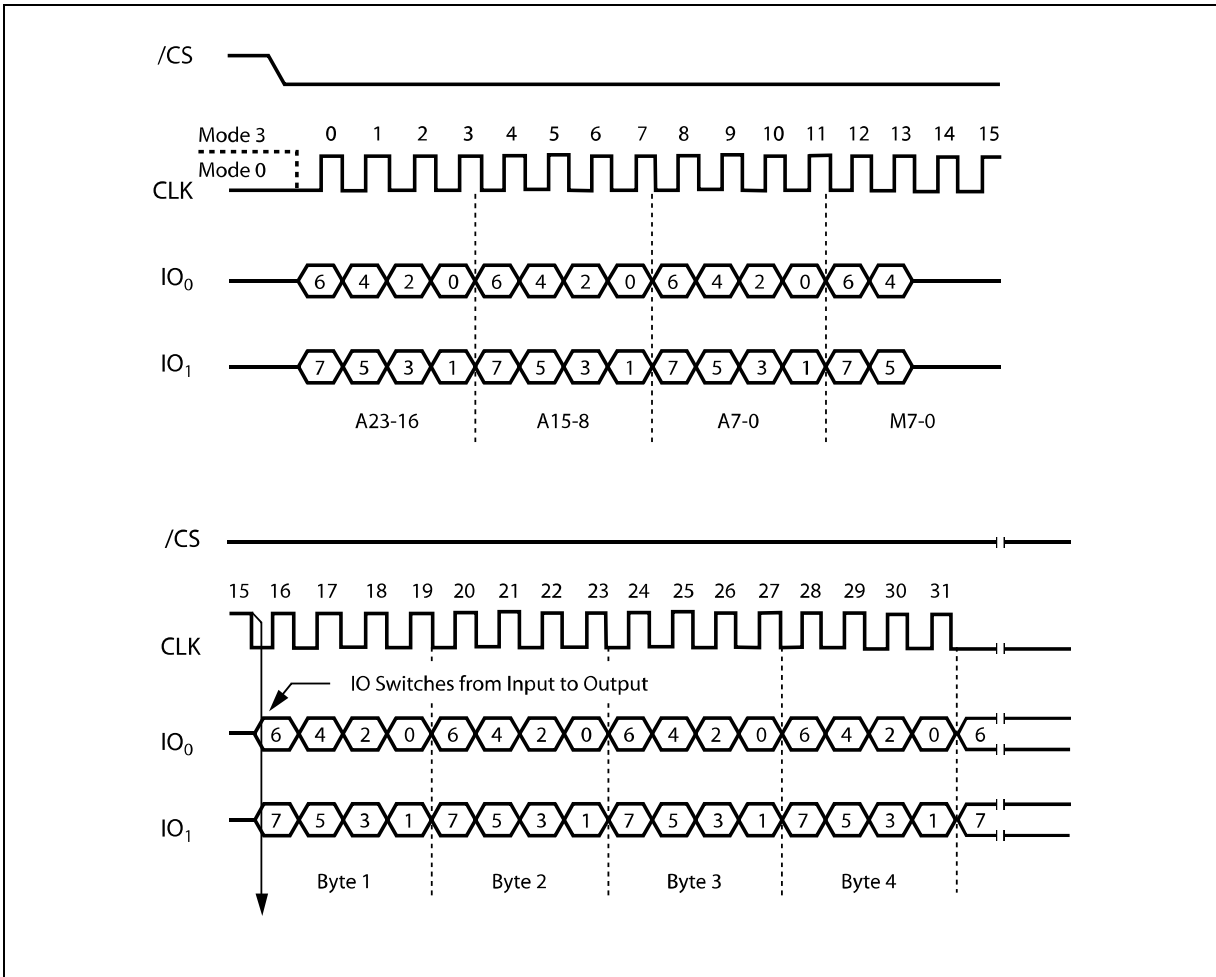 /CS
Mode 3
0 1 2 3 4 5 6 7 8 9 10 11 12 13 14 15
Mode 0
CLK
IO0 6 4 2 0 6 4 2 0 6 4 2 0 6 4
IO1 7 5 3 1 7 5 3 1 7 5 3 1 7 5
A23-16 A15-8 A7-0 M7-0
/CS
15 16 17 18 19 20 21 22 23 24 25 26 27 28 29 30 31
CLK
IO Switches from Input to Output
IO0 6 4 2 0 6 4 2 0 6 4 2 0 6 4 2 0 6
IO1 7 5 3 1 7 5 3 1 7 5 3 1 7 5 3 1 7
Byte 1 Byte 2 Byte 3 Byte 4